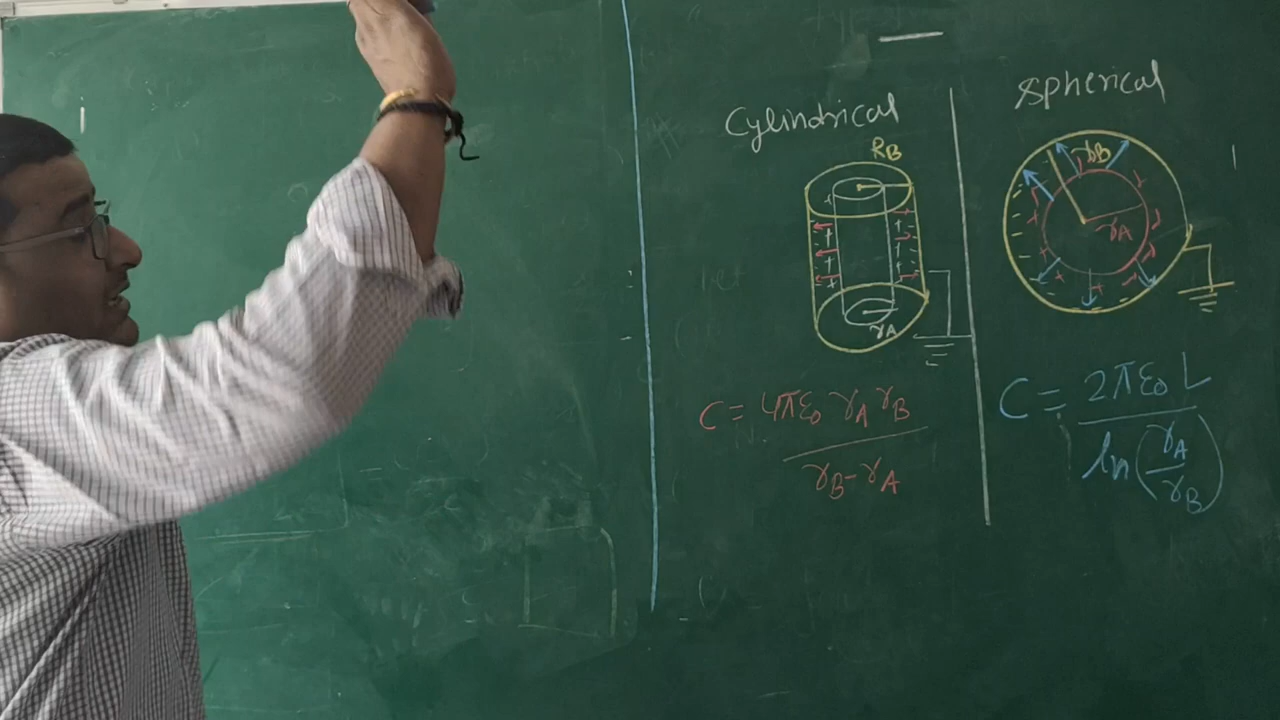 Cylindrical
RB
rA
C = 4πε0 rA rB
rB - rA
Spherical
rB
rA
C = 2πε0 L
ln(rA
rB)